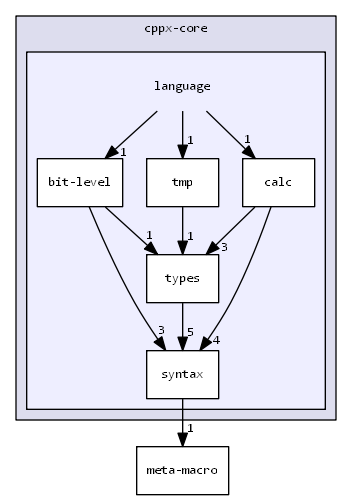 cppx-core
language
1
1
1
bit-level
tmp
calc
1
1
3
types
3
5
4
syntax
1
meta-macro